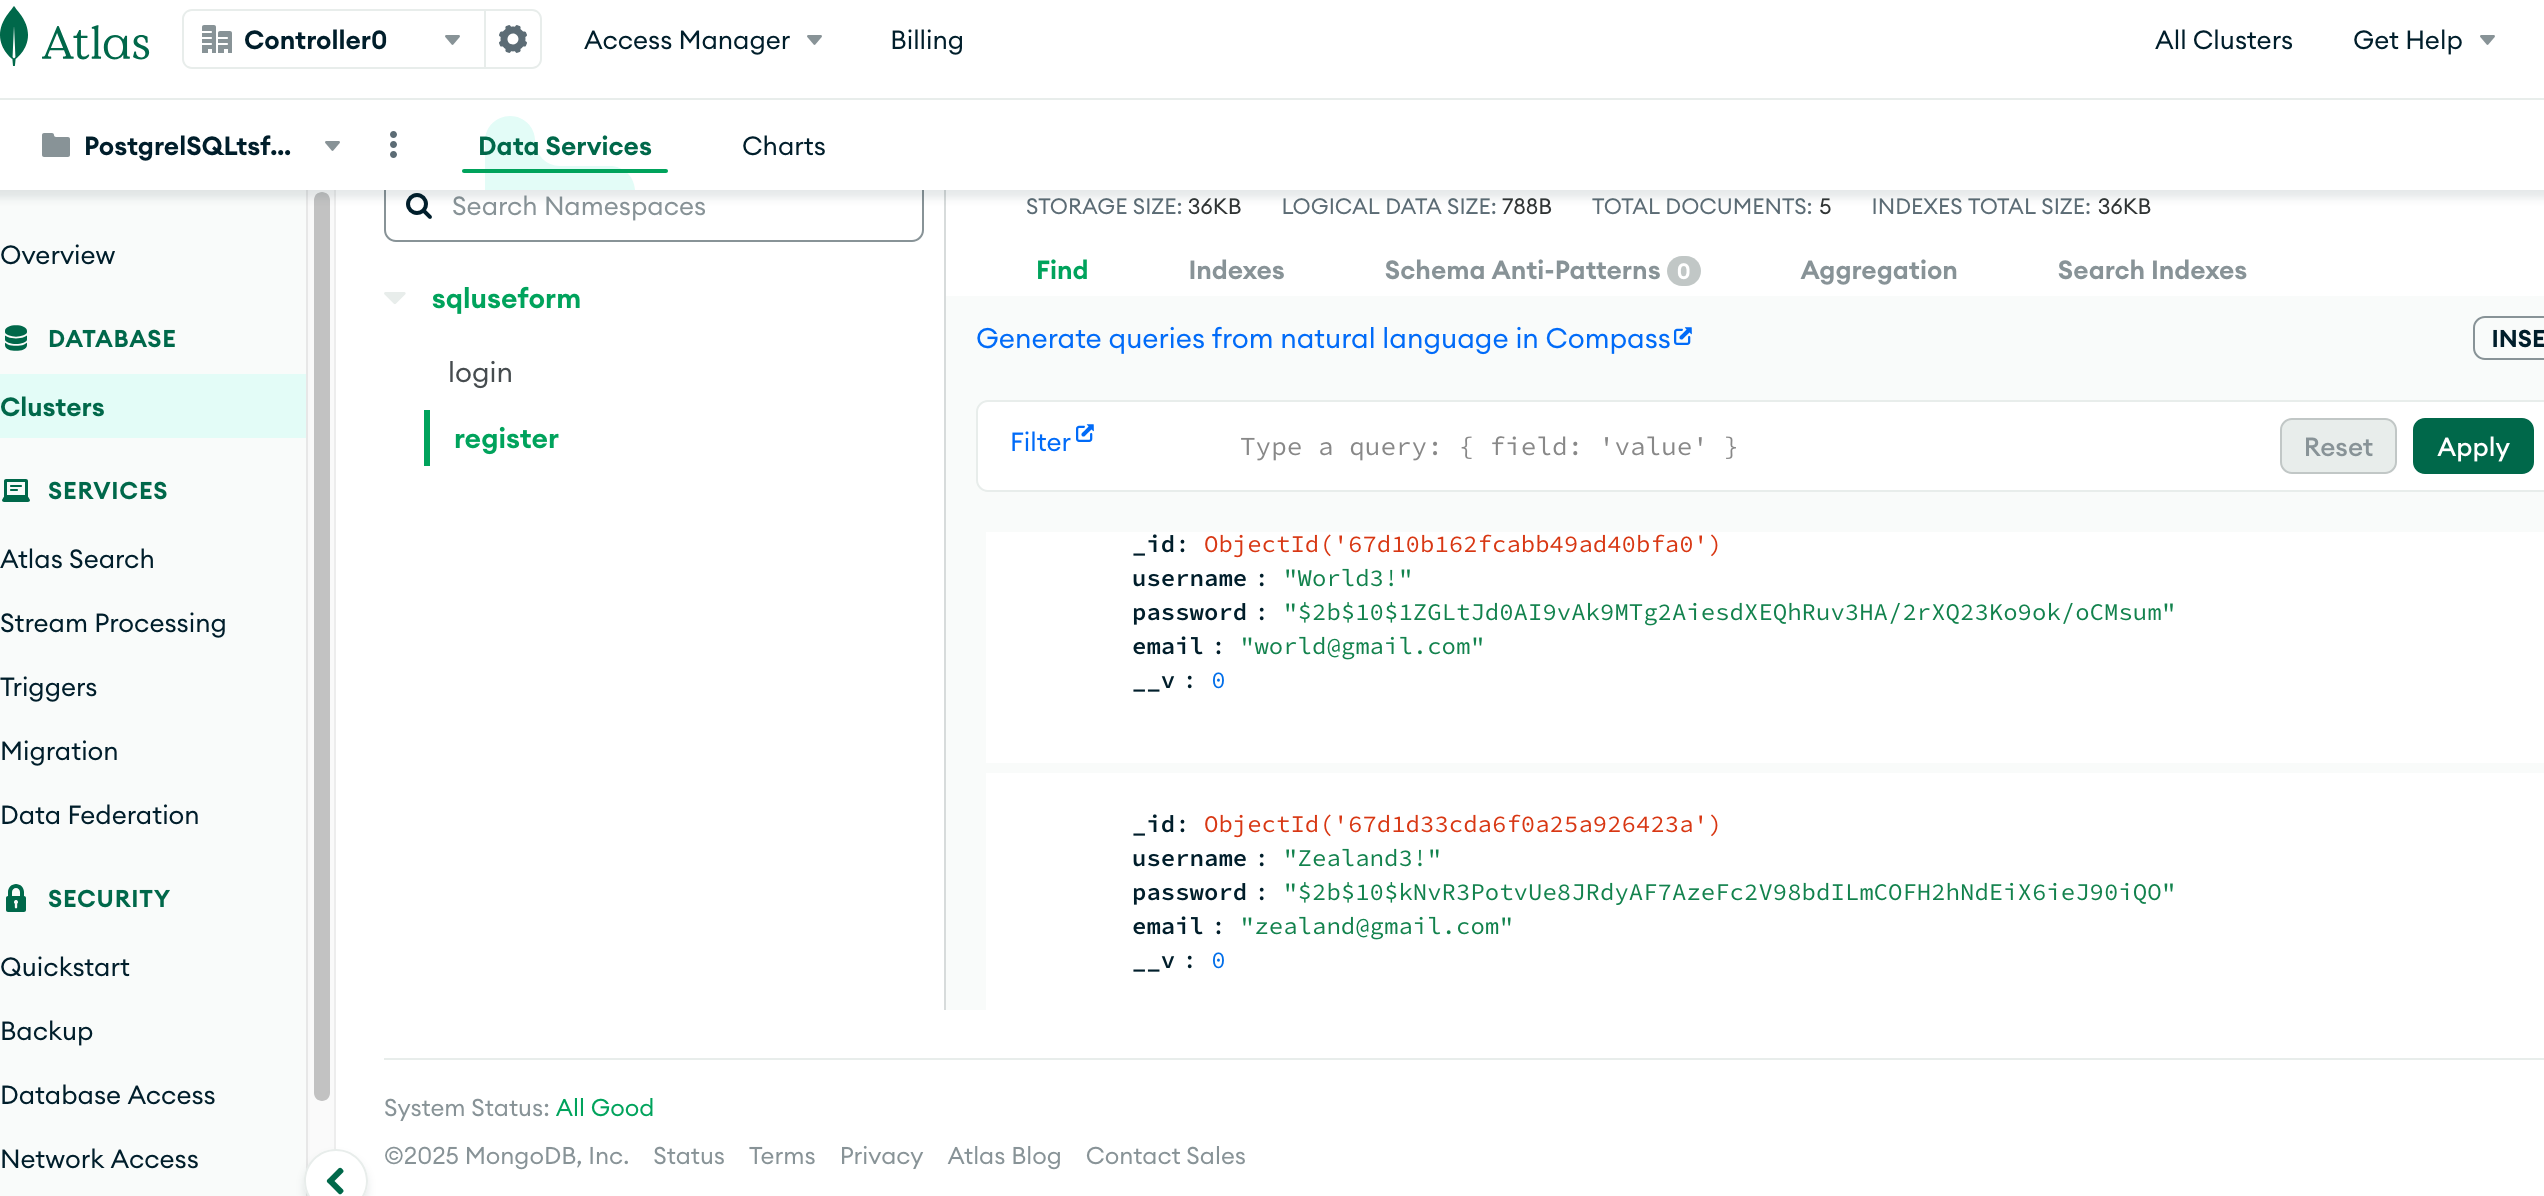 Atlas
Controller0
Access Manager
Billing
All Clusters
Get Help
PostgrelSQLtsf...
Data Services
Charts
Overview
DATABASE
Clusters
SERVICES
Atlas Search
Stream Processing
Triggers
Migration
Data Federation
SECURITY
Quickstart
Backup
Database Access
Network Access
Search Namespaces
sqluseform
login
register
STORAGE SIZE: 36KB LOGICAL DATA SIZE: 788B TOTAL DOCUMENTS: 5 INDEXES TOTAL SIZE: 36KB
Find Indexes Schema Anti-Patterns 0 Aggregation Search Indexes
Generate queries from natural language in Compass
INSE
Filter
Type a query: { field: 'value' }
Reset
Apply
_id: ObjectId('67d10b162fcabb49ad40bfa0')
username : "World3!"
password : "$2b$10$1ZGLtJd0AI9vAk9MTg2AiesdXEQhRuv3HA/2rXQ23Ko9ok/oCMsum"
email : "world@gmail.com"
__v : 0
_id: ObjectId('67d1d33cda6f0a25a926423a')
username : "Zealand3!"
password : "$2b$10$kNvR3PotvUe8JRdyAF7AzeFc2V98bdILmCOFH2hNdEiX6ieJ90iQO"
email : "zealand@gmail.com"
__v : 0
System Status: All Good
©2025 MongoDB, Inc. Status Terms Privacy Atlas Blog Contact Sales